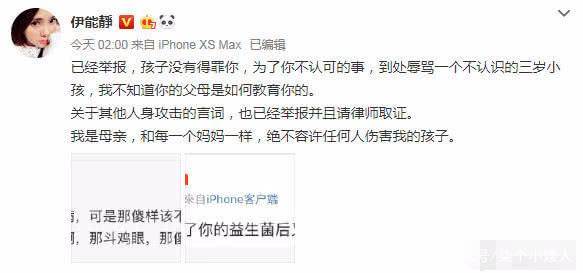 伊能靜
今天 02:00 来自 iPhone XS Max 已编辑
已经举报，孩子没有得罪你，为了你不认可的事，到处辱骂一个不认识的三岁小
孩，我不知道你的父母是如何教育你的。
关于其他人身攻击的言词，也已经举报并且请律师取证。
我是母亲，和每一个妈妈一样，绝不容许任何人伤害我的孩子。
，可是那傻样该不
，那斗鸡眼，那傻
来自iPhone客户端
了你的益生菌后